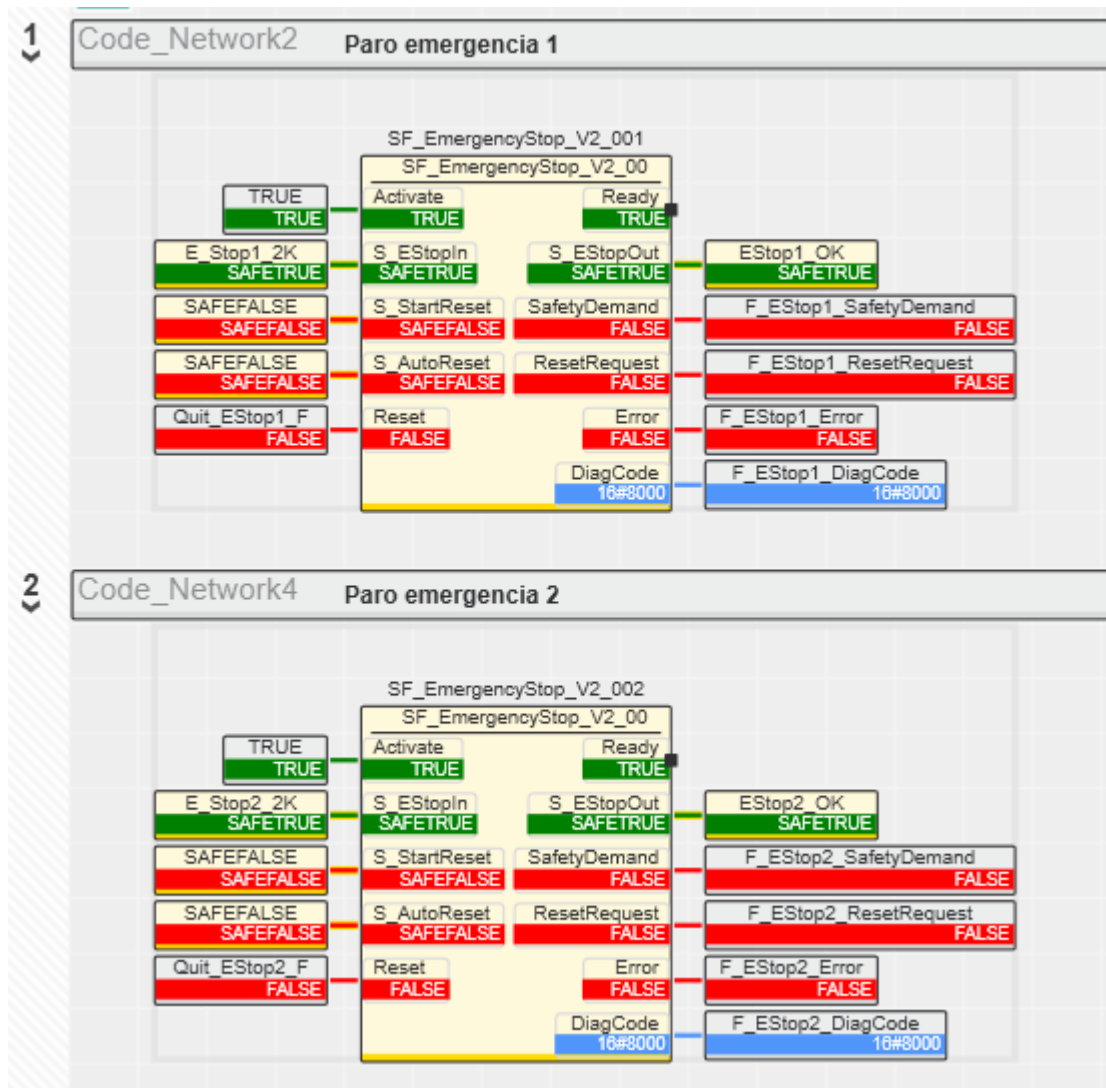 1
Code_Network2 Paro emergencia 1
SF_EmergencyStop_V2_001
SF_EmergencyStop_V2_00
TRUE Activate Ready
TRUE TRUE TRUE
E_Stop1_2K S_EStopIn S_EStopOut EStop1_OK
SAFETRUE SAFETRUE SAFETRUE SAFETRUE
SAFEFALSE S_StartReset SafetyDemand F_EStop1_SafetyDemand
SAFEFALSE SAFEFALSE FALSE FALSE
SAFEFALSE S_AutoReset ResetRequest F_EStop1_ResetRequest
SAFEFALSE SAFEFALSE FALSE FALSE
Quit_EStop1_F Reset Error F_EStop1_Error
FALSE FALSE FALSE FALSE
DiagCode F_EStop1_DiagCode
16#8000 16#8000
2
Code_Network4 Paro emergencia 2
SF_EmergencyStop_V2_002
SF_EmergencyStop_V2_00
TRUE Activate Ready
TRUE TRUE TRUE
E_Stop2_2K S_EStopIn S_EStopOut EStop2_OK
SAFETRUE SAFETRUE SAFETRUE SAFETRUE
SAFEFALSE S_StartReset SafetyDemand F_EStop2_SafetyDemand
SAFEFALSE SAFEFALSE FALSE FALSE
SAFEFALSE S_AutoReset ResetRequest F_EStop2_ResetRequest
SAFEFALSE SAFEFALSE FALSE FALSE
Quit_EStop2_F Reset Error F_EStop2_Error
FALSE FALSE FALSE FALSE
DiagCode F_EStop2_DiagCode
16#8000 16#8000